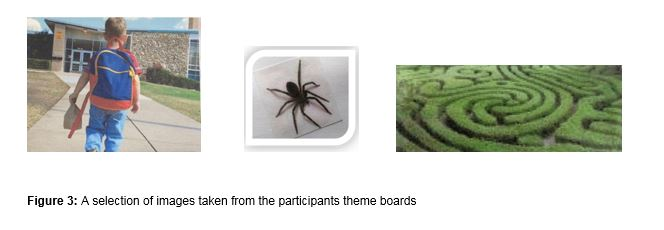 Figure 3: A selection of images taken from the participants theme boards